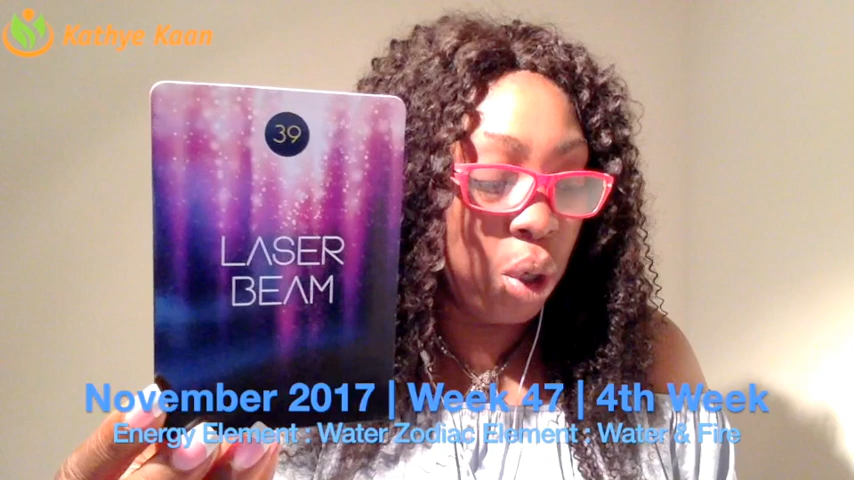 Kathye Kaan
39
LASER
BEAM
November 2017 | Week 47 | 4th Week
Energy Element : Water Zodiac Element : Water & Fire